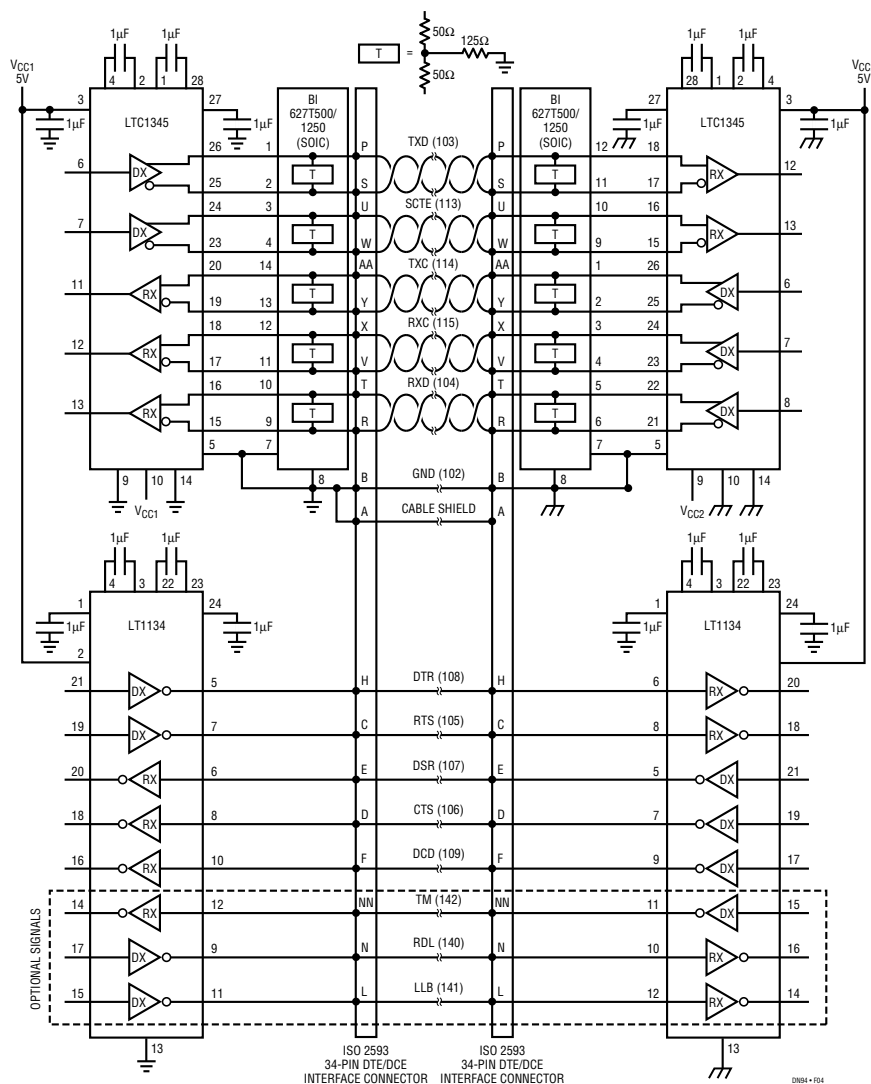 50Ω
T = 125Ω
50Ω
1µF 1µF
4 2 1 28
VCC1
5V
3 27
LTC1345
1µF 1µF
BI
627T500/
1250
(SOIC)
BI
627T500/
1250
(SOIC)
1µF 1µF
28 1 2 4
VCC
5V
27 3
LTC1345
1µF 1µF
6 DX 26 1 T P TXD (103) P T 12 18 RX 12
25 2 S S 11 17
7 DX 24 3 T U SCTE (113) U T 10 16 RX 13
23 4 W W 9 15
11 RX 20 14 T AA TXC (114) AA T 1 26 DX 6
19 13 Y Y 2 25
12 RX 18 12 T X RXC (115) X T 3 24 DX 7
17 11 V V 4 23
13 RX 16 10 T T RXD (104) T T 5 22 DX 8
15 9 R R 6 21
5 7 7 5
8 B GND (102) B 8
9 10 14 9 10 14
VCC1 VCC2
A CABLE SHIELD A
1µF 1µF 1µF 1µF
4 3 22 23 4 3 22 23
1 24 1 24
LT1134 LT1134
1µF 1µF 1µF 1µF
2
21 DX 5 H DTR (108) H 6 RX 20
19 DX 7 C RTS (105) C 8 RX 18
20 RX 6 E DSR (107) E 5 DX 21
18 RX 8 D CTS (106) D 7 DX 19
16 RX 10 F DCD (109) F 9 DX 17
OPTIONAL SIGNALS
14 RX 12 NN TM (142) NN 11 DX 15
17 DX 9 N RDL (140) N 10 RX 16
15 DX 11 L LLB (141) L 12 RX 14
13 13
ISO 2593
34-PIN DTE/DCE
INTERFACE CONNECTOR
ISO 2593
34-PIN DTE/DCE
INTERFACE CONNECTOR
DN94 • F04